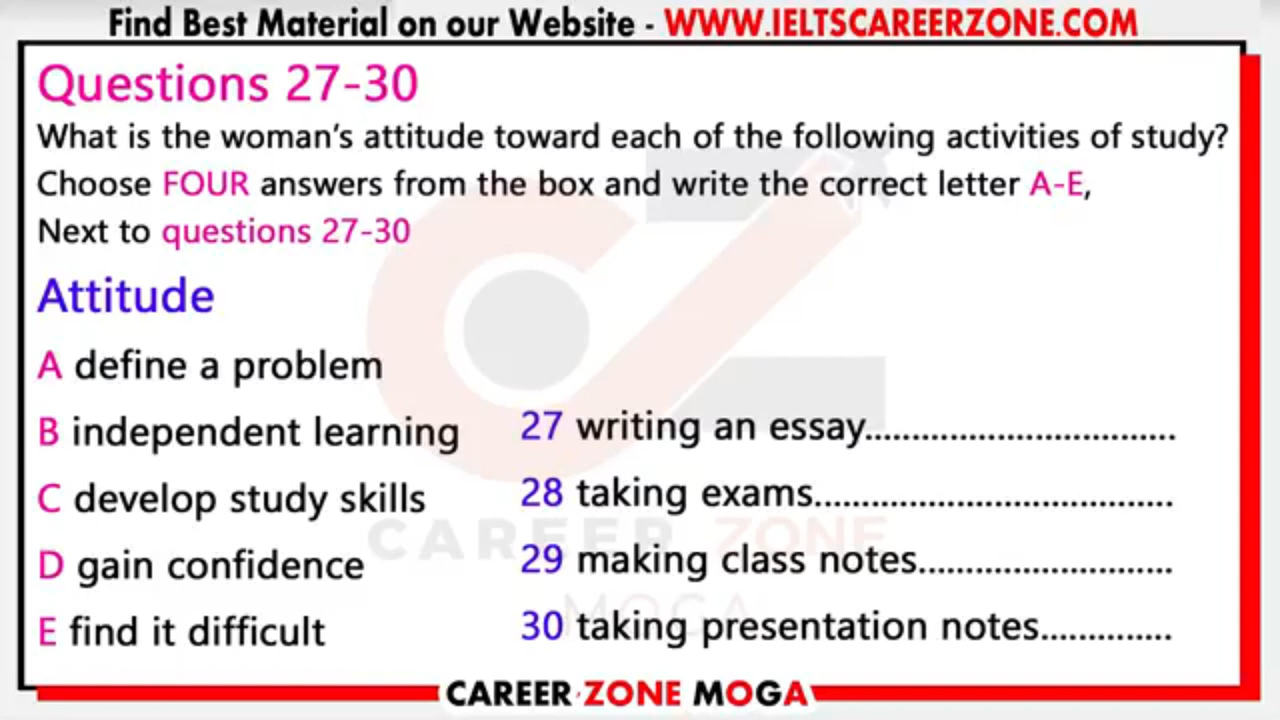 Find Best Material on our Website - WWW.IELTSCAREERZONE.COM
Questions 27-30
What is the woman's attitude toward each of the following activities of study?
Choose FOUR answers from the box and write the correct letter A-E,
Next to questions 27-30
Attitude
A define a problem
B independent learning
C develop study skills
D gain confidence
E find it difficult
27 writing an essay.................................
28 taking exams......................................
29 making class notes...........................
30 taking presentation notes..............
CAREER ZONE
MOGA
CAREER ZONE MOGA